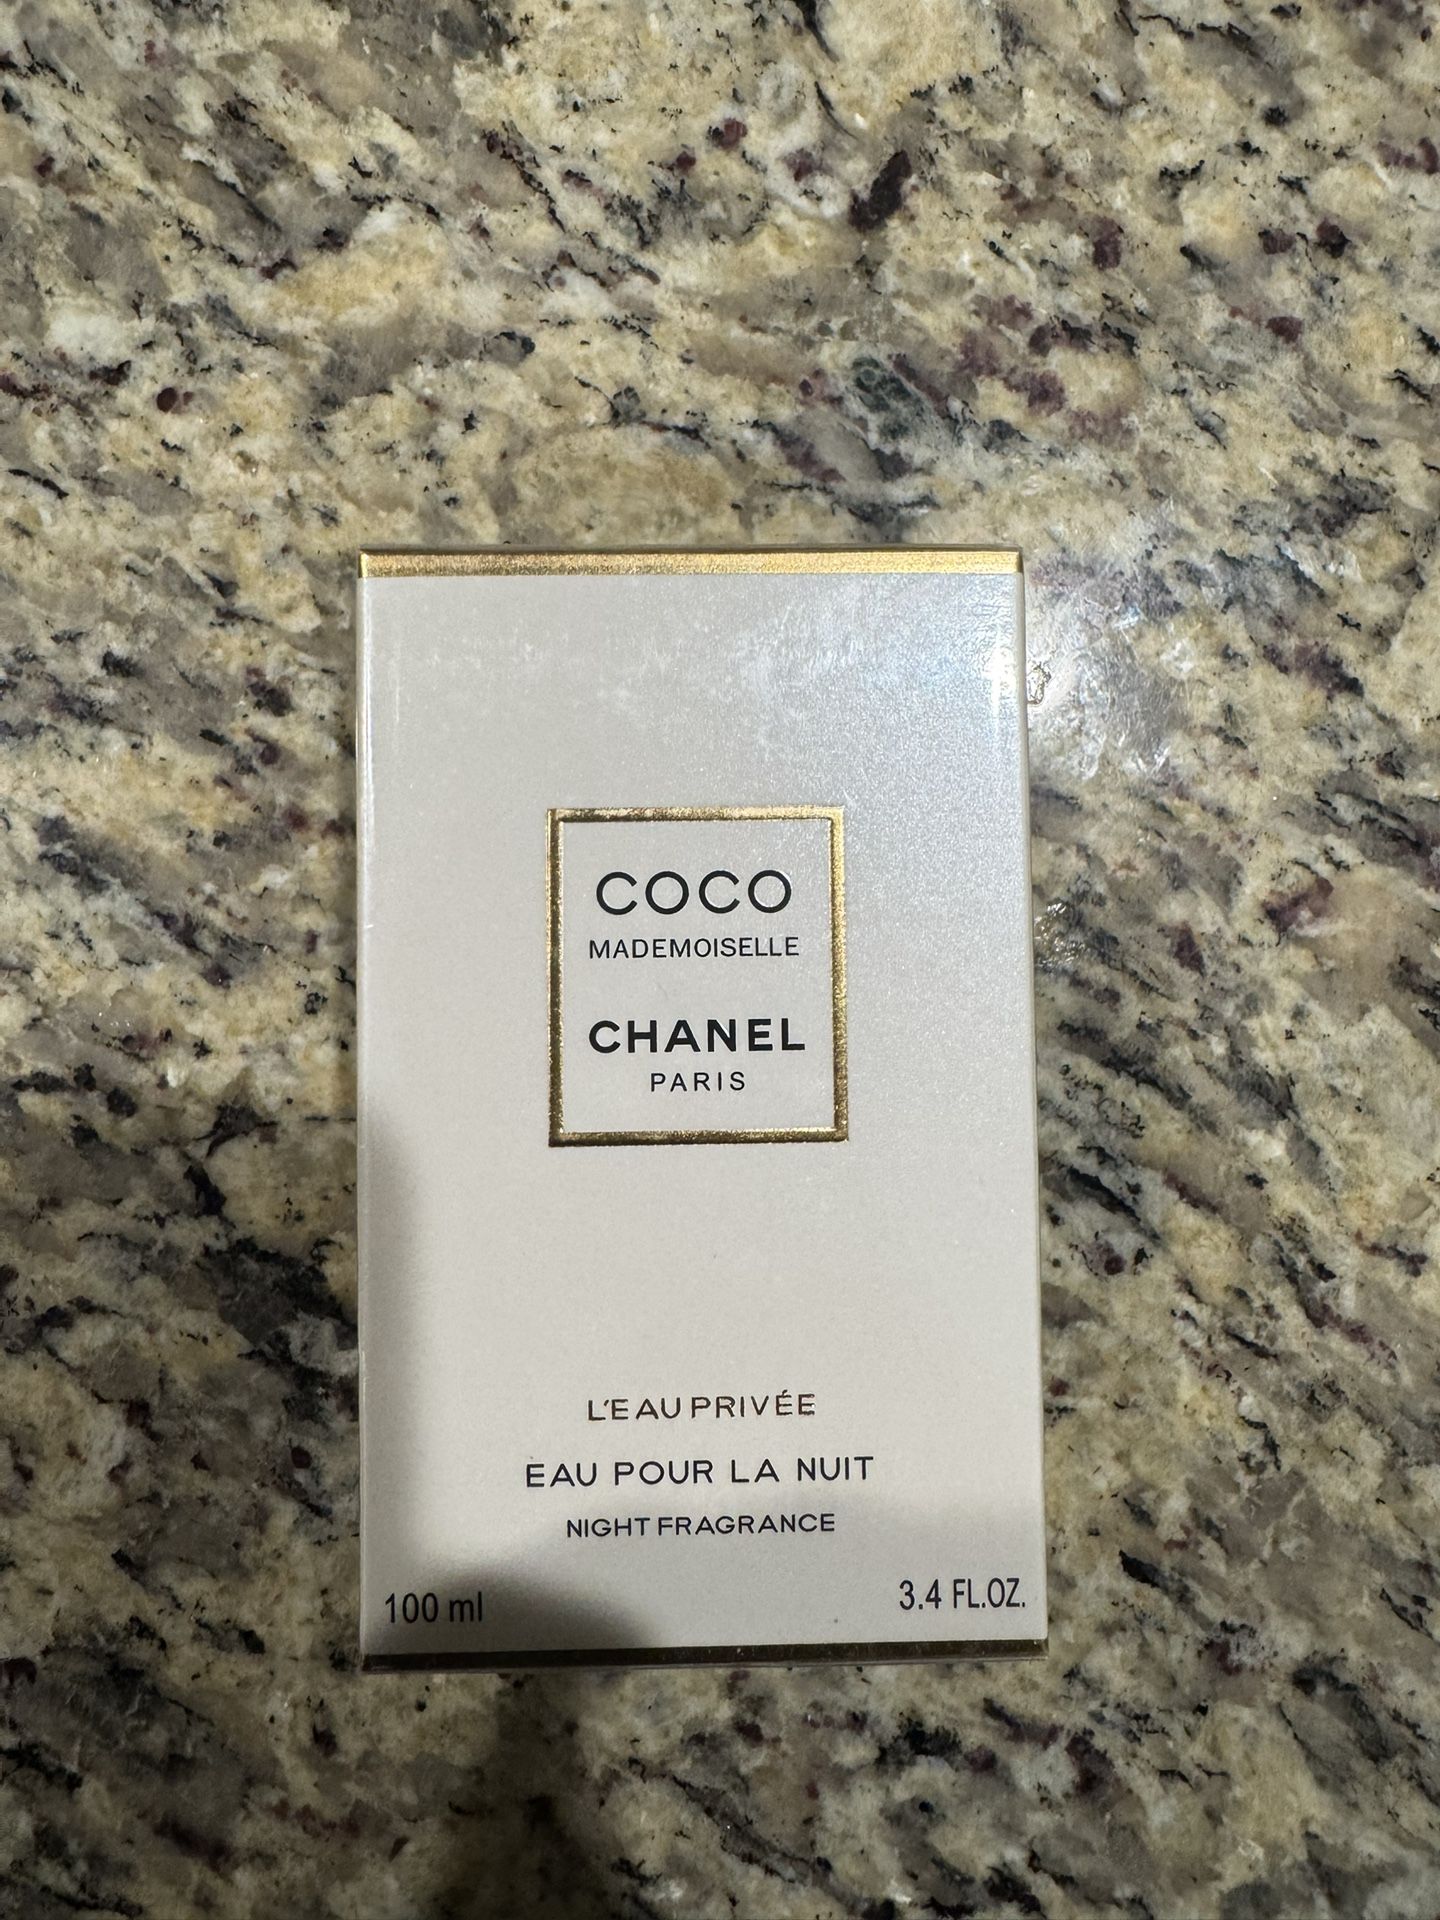 COCO
MADEMOISELLE
CHANEL
PARIS
L'EAU PRIVÉE
EAU POUR LA NUIT
NIGHT FRAGRANCE
100 ml
3.4 FL.OZ.